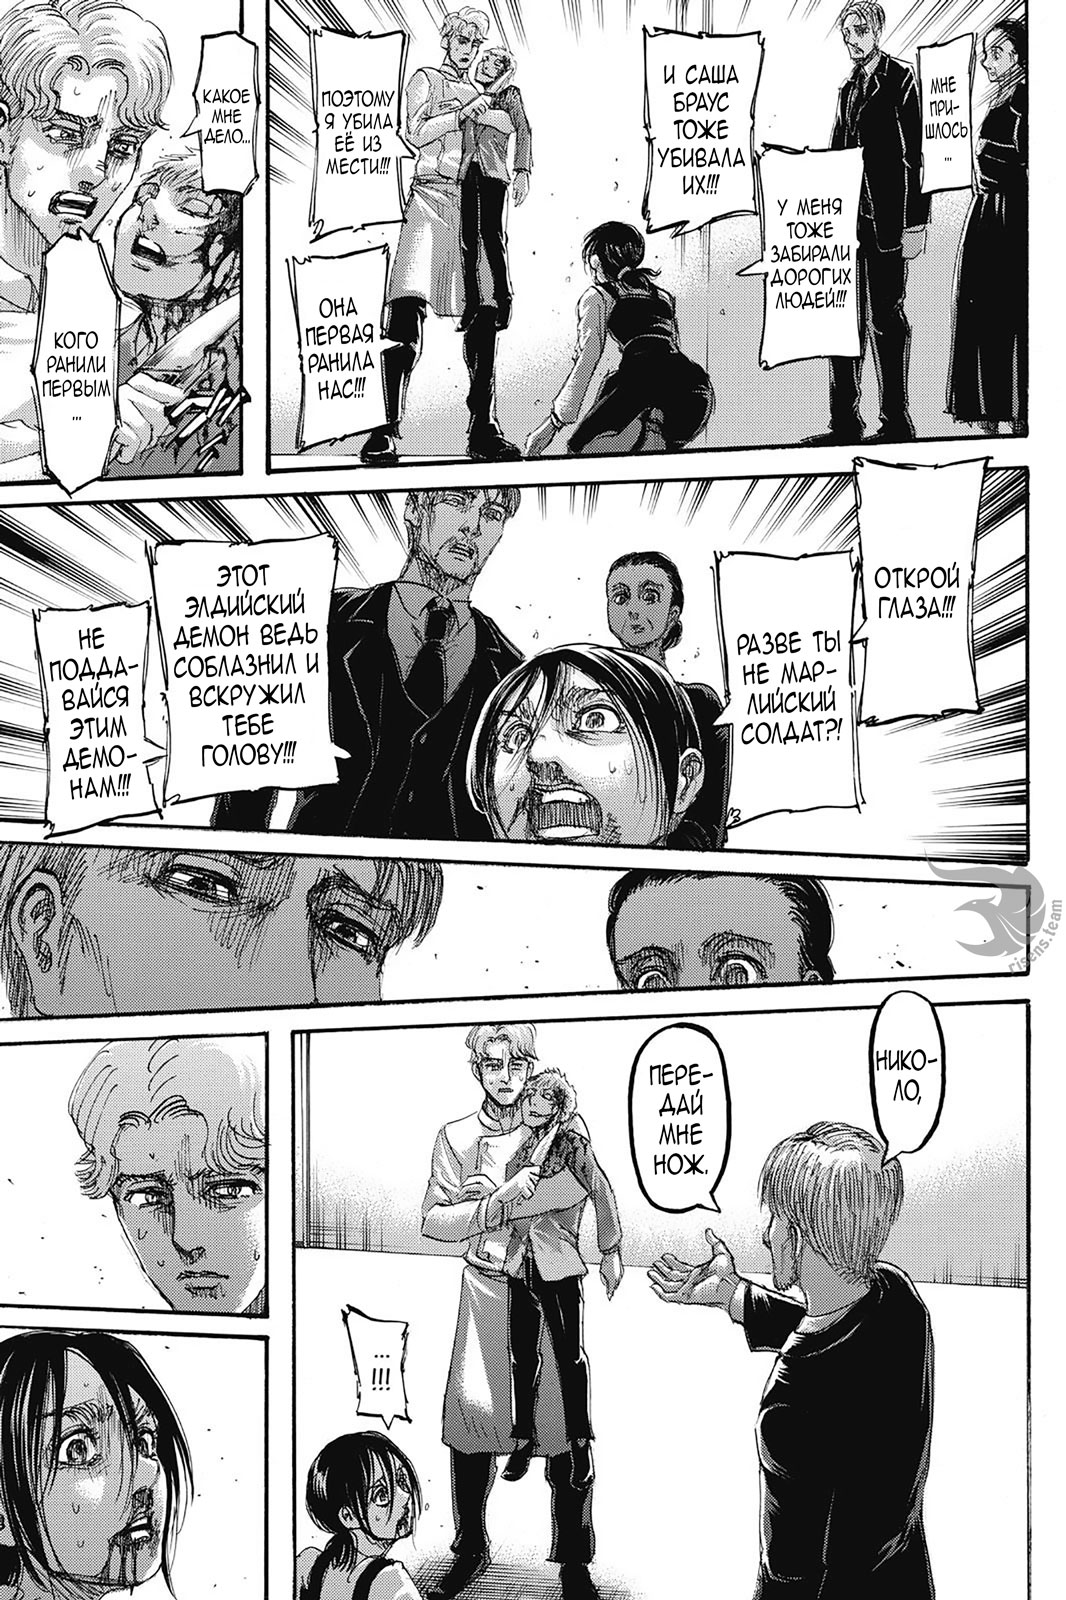 МНЕ
ПРИ-
ШЛОСЬ
...
У МЕНЯ
ТОЖЕ
ЗАБИРАЛИ
ДОРОГИХ
ЛЮДЕЙ!!!
И САША
БРАУС
ТОЖЕ
УБИВАЛА
ИХ!!!
ПОЭТОМУ
Я УБИЛА
ЕЁ ИЗ
МЕСТИ!!!
ОНА
ПЕРВАЯ
РАНИЛА
НАС!!!
КАКОЕ
МНЕ
ДЕЛО...
КОГО
РАНИЛИ
ПЕРВЫМ
...
ОТКРОЙ
ГЛАЗА!!!
РАЗВЕ ТЫ
НЕ МАР-
ЛИЙСКИЙ
СОЛДАТ?!
ЭТОТ
ЭЛДИЙСКИЙ
ДЕМОН ВЕДЬ
СОБЛАЗНИЛ И
ВСКРУЖИЛ
ТЕБЕ
ГОЛОВУ!!!
НЕ
ПОДДА-
ВАЙСЯ
ЭТИМ
ДЕМО-
НАМ!!!
risens.team
НИКО-
ЛО,
ПЕРЕ-
ДАЙ
МНЕ
НОЖ.
...
!!!